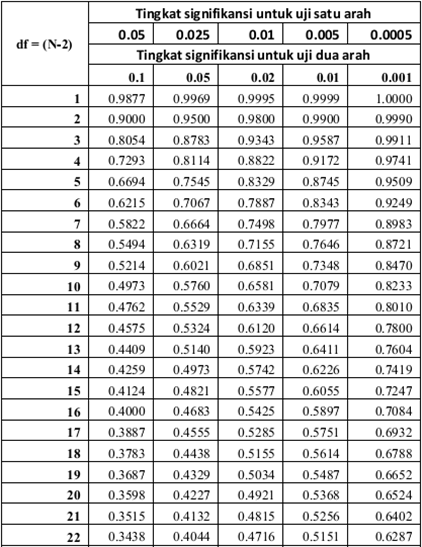 Tingkat signifikansi untuk uji satu arah
df = (N-2)
0.05 0.025 0.01 0.005 0.0005
Tingkat signifikansi untuk uji dua arah
0.1 0.05 0.02 0.01 0.001
1 0.9877 0.9969 0.9995 0.9999 1.0000
2 0.9000 0.9500 0.9800 0.9900 0.9990
3 0.8054 0.8783 0.9343 0.9587 0.9911
4 0.7293 0.8114 0.8822 0.9172 0.9741
5 0.6694 0.7545 0.8329 0.8745 0.9509
6 0.6215 0.7067 0.7887 0.8343 0.9249
7 0.5822 0.6664 0.7498 0.7977 0.8983
8 0.5494 0.6319 0.7155 0.7646 0.8721
9 0.5214 0.6021 0.6851 0.7348 0.8470
10 0.4973 0.5760 0.6581 0.7079 0.8233
11 0.4762 0.5529 0.6339 0.6835 0.8010
12 0.4575 0.5324 0.6120 0.6614 0.7800
13 0.4409 0.5140 0.5923 0.6411 0.7604
14 0.4259 0.4973 0.5742 0.6226 0.7419
15 0.4124 0.4821 0.5577 0.6055 0.7247
16 0.4000 0.4683 0.5425 0.5897 0.7084
17 0.3887 0.4555 0.5285 0.5751 0.6932
18 0.3783 0.4438 0.5155 0.5614 0.6788
19 0.3687 0.4329 0.5034 0.5487 0.6652
20 0.3598 0.4227 0.4921 0.5368 0.6524
21 0.3515 0.4132 0.4815 0.5256 0.6402
22 0.3438 0.4044 0.4716 0.5151 0.6287